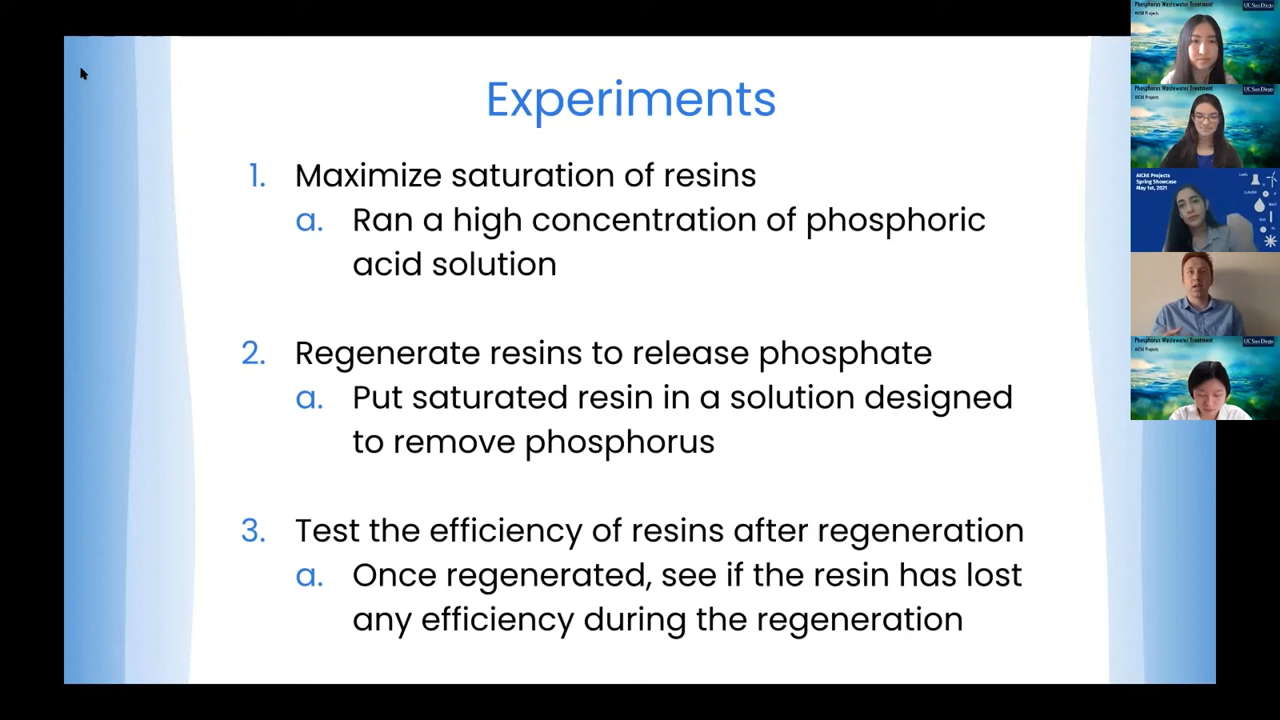 Experiments
1. Maximize saturation of resins
a. Ran a high concentration of phosphoric
acid solution
2. Regenerate resins to release phosphate
a. Put saturated resin in a solution designed
to remove phosphorus
3. Test the efficiency of resins after regeneration
a. Once regenerated, see if the resin has lost
any efficiency during the regeneration
Phosphorus Wastewater Treatment
UC San Diego
AIChE Projects
Phosphorus Wastewater Treatment
UC San Diego
AIChE Projects
AIChE Projects
Spring Showcase
May 1st, 2021
Phosphorus Wastewater Treatment
UC San Diego
AIChE Projects